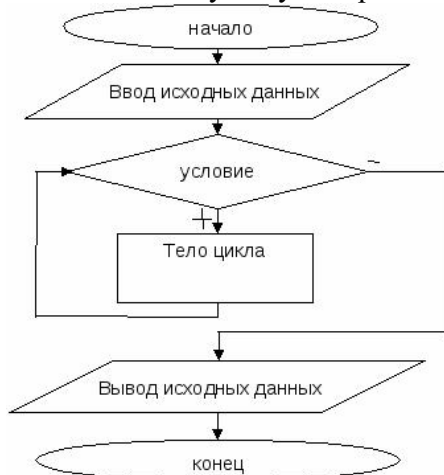 начало
Ввод исходных данных
условие
-
+
Тело цикла
Вывод исходных данных
конец